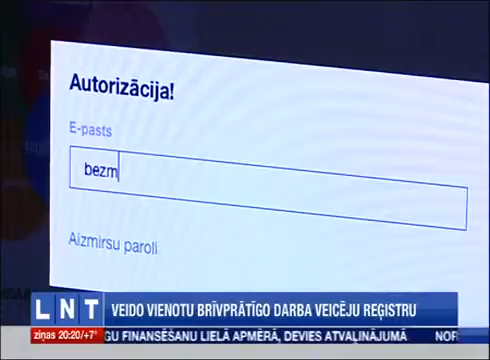 Autorizācija!
E-pasts
bezm
Aizmirsu paroli
LNT VEIDO VIENOTU BRĪVPRĀTĪGO DARBA VEICĒJU REĢISTRU
ziņas 20:20/+7° GU FINANSĒŠANU LIELĀ APMĒRĀ, DEVIES ATVAĻINĀJUMĀ NOR